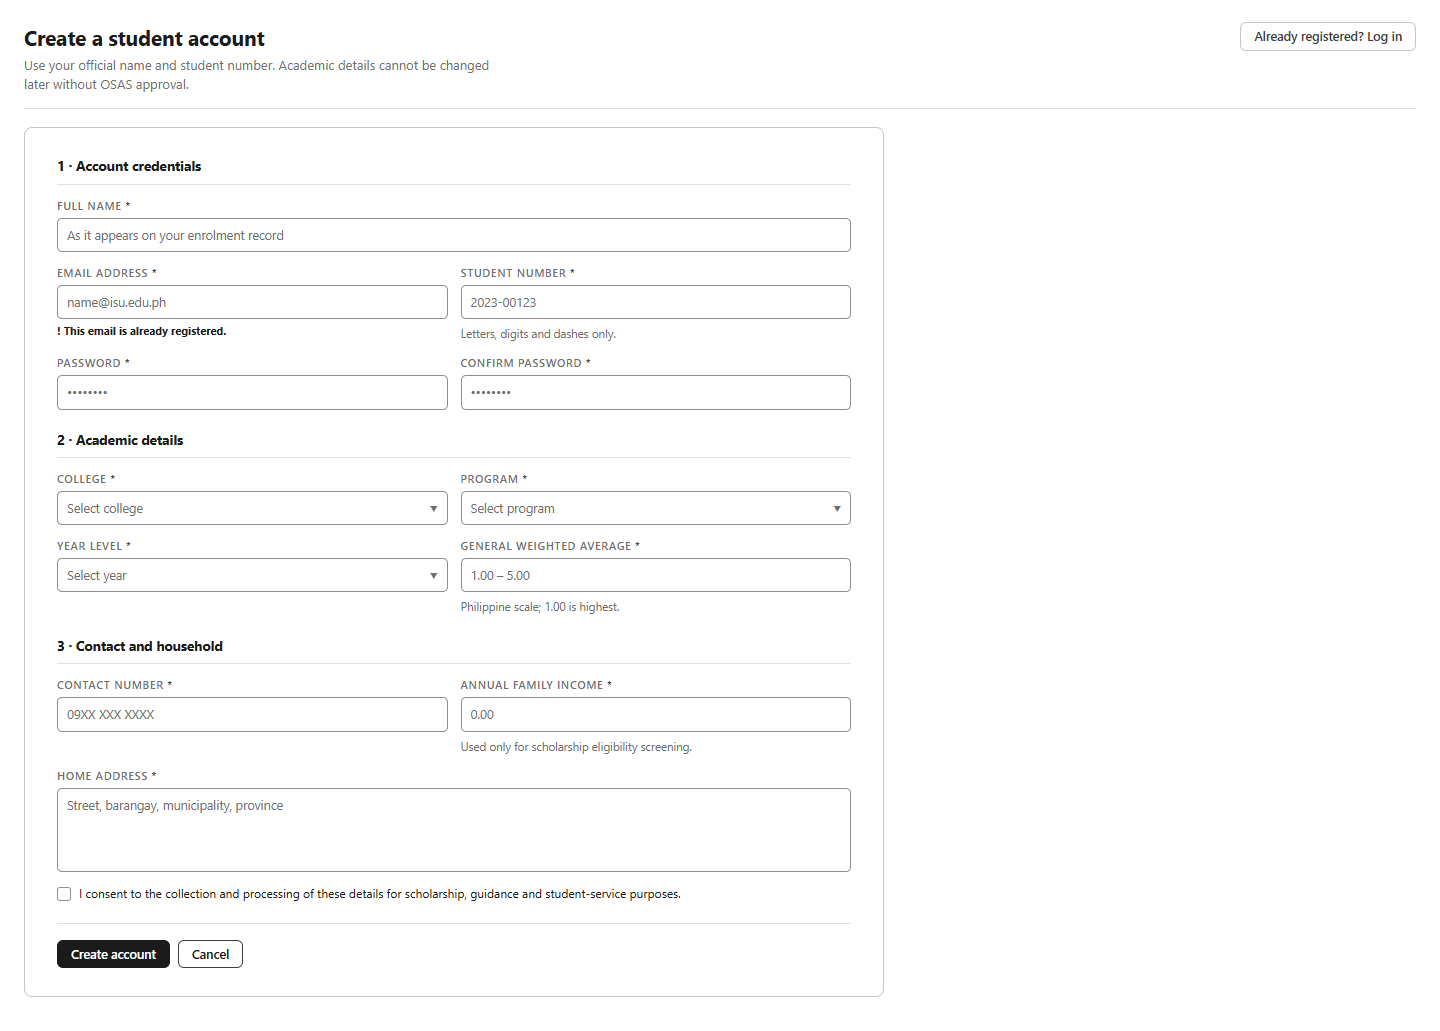 Create a student account
Already registered? Log in
Use your official name and student number. Academic details cannot be changed
later without OSAS approval.
1 · Account credentials
FULL NAME *
As it appears on your enrolment record
EMAIL ADDRESS *
STUDENT NUMBER *
name@isu.edu.ph
2023-00123
! This email is already registered.
Letters, digits and dashes only.
PASSWORD *
CONFIRM PASSWORD *
••••••••
••••••••
2 · Academic details
COLLEGE *
PROGRAM *
Select college
Select program
YEAR LEVEL *
GENERAL WEIGHTED AVERAGE *
Select year
1.00 – 5.00
Philippine scale; 1.00 is highest.
3 · Contact and household
CONTACT NUMBER *
ANNUAL FAMILY INCOME *
09XX XXX XXXX
0.00
Used only for scholarship eligibility screening.
HOME ADDRESS *
Street, barangay, municipality, province
I consent to the collection and processing of these details for scholarship, guidance and student-service purposes.
Create account
Cancel